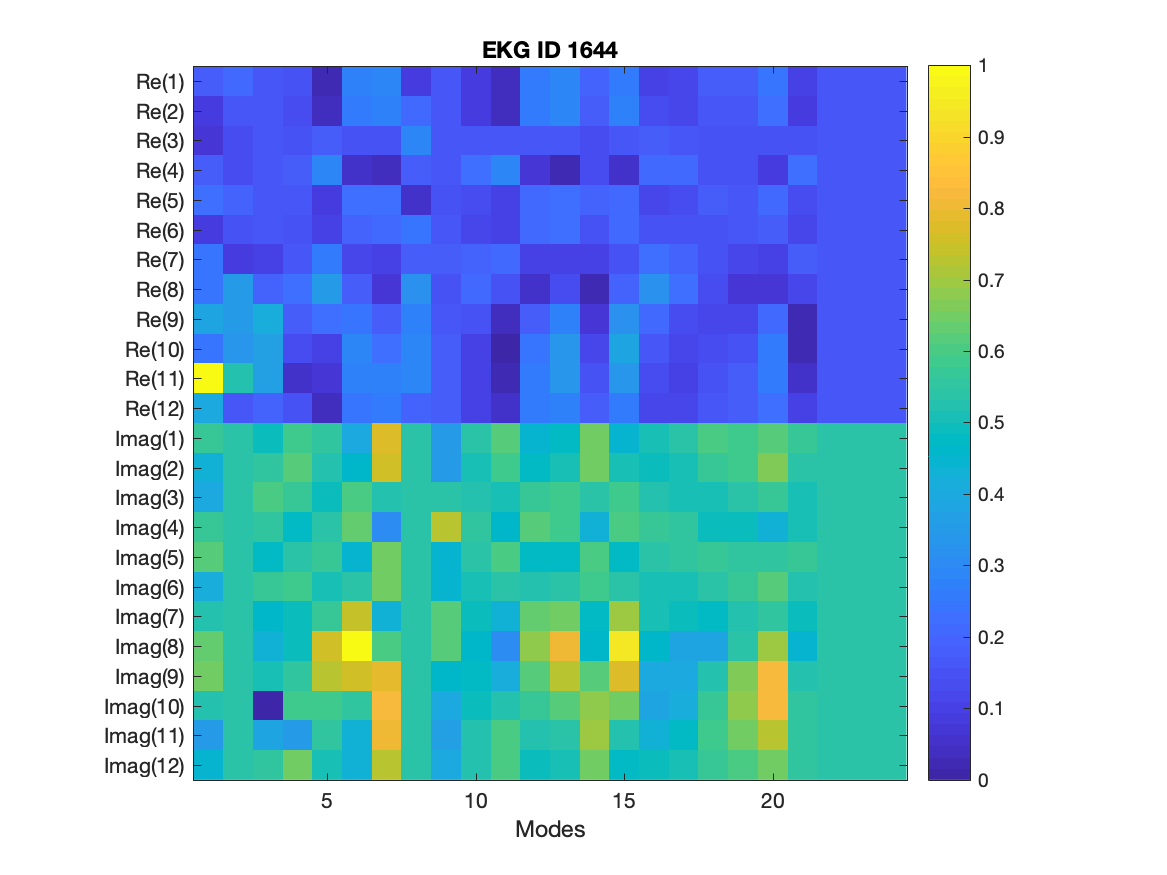 EKG ID 1644
Re(1)
Re(2)
Re(3)
Re(4)
Re(5)
Re(6)
Re(7)
Re(8)
Re(9)
Re(10)
Re(11)
Re(12)
Imag(1)
Imag(2)
Imag(3)
Imag(4)
Imag(5)
Imag(6)
Imag(7)
Imag(8)
Imag(9)
Imag(10)
Imag(11)
Imag(12)
5 10 15 20
Modes
1
0.9
0.8
0.7
0.6
0.5
0.4
0.3
0.2
0.1
0